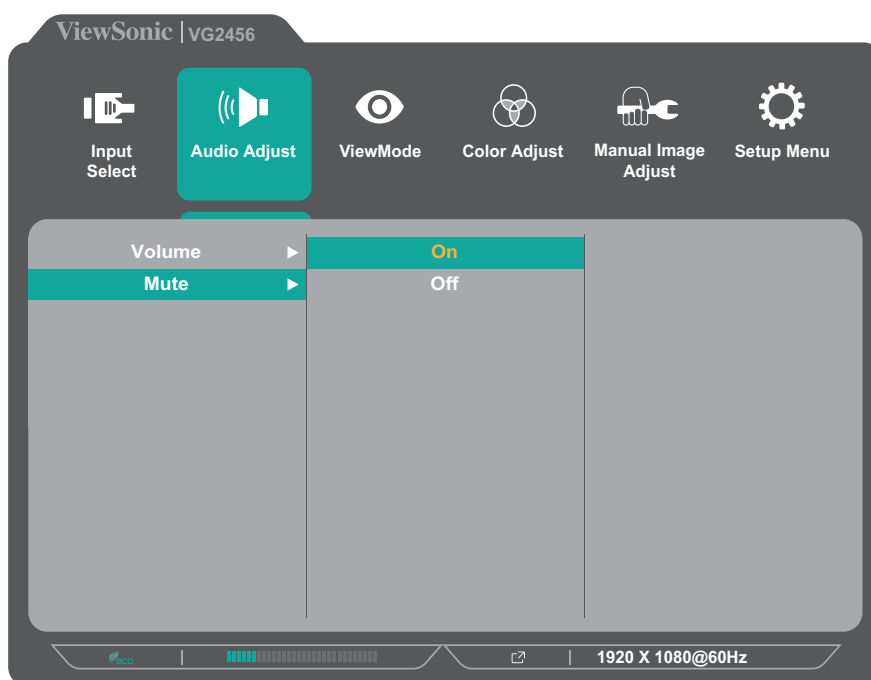 ViewSonic | VG2456
Input Select
Audio Adjust
ViewMode
Color Adjust
Manual Image Adjust
Setup Menu
Volume
On
Mute
Off
eco
1920 X 1080@60Hz